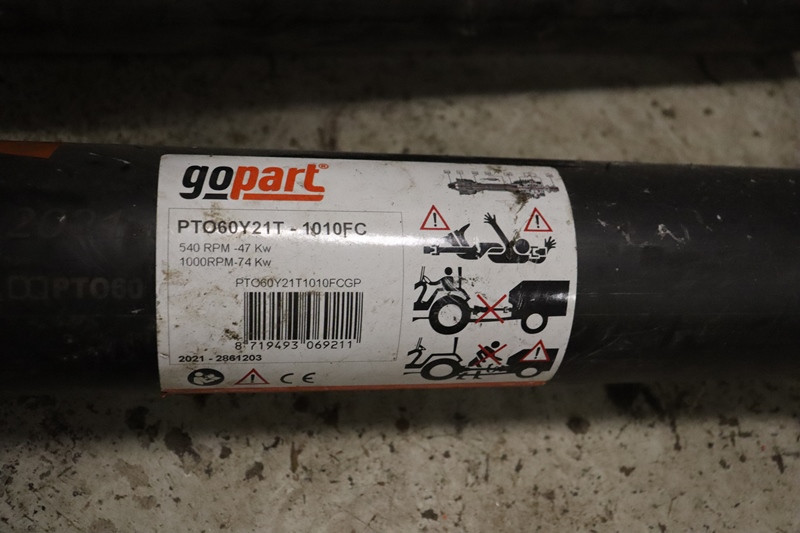 gopart®
PTO60Y21T - 1010FC
540 RPM -47 Kw
1000RPM-74 Kw
PTO60Y21T1010FCGP
8 719493 069211
2021 - 2861203
CE
PTO60